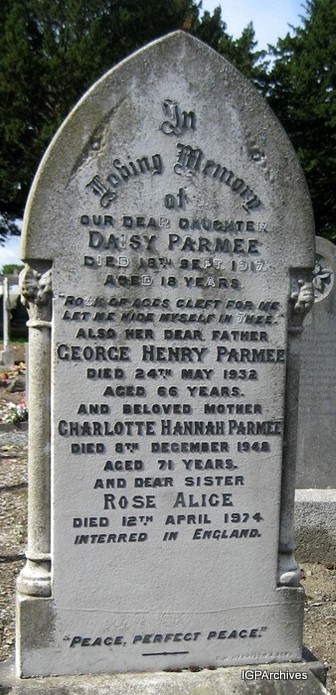 In
Loving Memory
of
OUR DEAR DAUGHTER
DAISY PARMEE
DIED 18TH SEPT. 1917
AGED 18 YEARS.
"ROCK OF AGES CLEFT FOR ME
LET ME HIDE MYSELF IN THEE."
ALSO HER DEAR FATHER
GEORGE HENRY PARMEE
DIED 24TH MAY 1932
AGED 66 YEARS.
AND BELOVED MOTHER
CHARLOTTE HANNAH PARMEE
DIED 8TH DECEMBER 1948
AGED 71 YEARS.
AND DEAR SISTER
ROSE ALICE
DIED 12TH APRIL 1974
INTERRED IN ENGLAND.
"PEACE, PERFECT PEACE."
IGPArchives